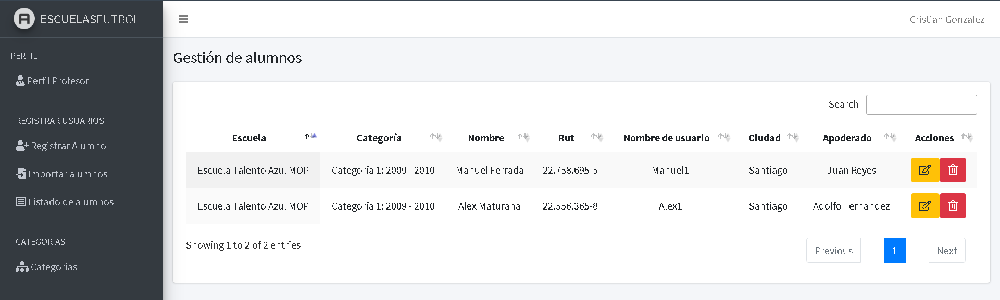 ESCUELASFUTBOL
Cristian Gonzalez
PERFIL
Perfil Profesor
REGISTRAR USUARIOS
Registrar Alumno
Importar alumnos
Listado de alumnos
CATEGORIAS
Categorias
Gestión de alumnos
Search:
Escuela Categoría Nombre Rut Nombre de usuario Ciudad Apoderado Acciones
Escuela Talento Azul MOP Categoría 1: 2009 - 2010 Manuel Ferrada 22.758.695-5 Manuel1 Santiago Juan Reyes
Escuela Talento Azul MOP Categoría 1: 2009 - 2010 Alex Maturana 22.556.365-8 Alex1 Santiago Adolfo Fernandez
Showing 1 to 2 of 2 entries
Previous 1 Next